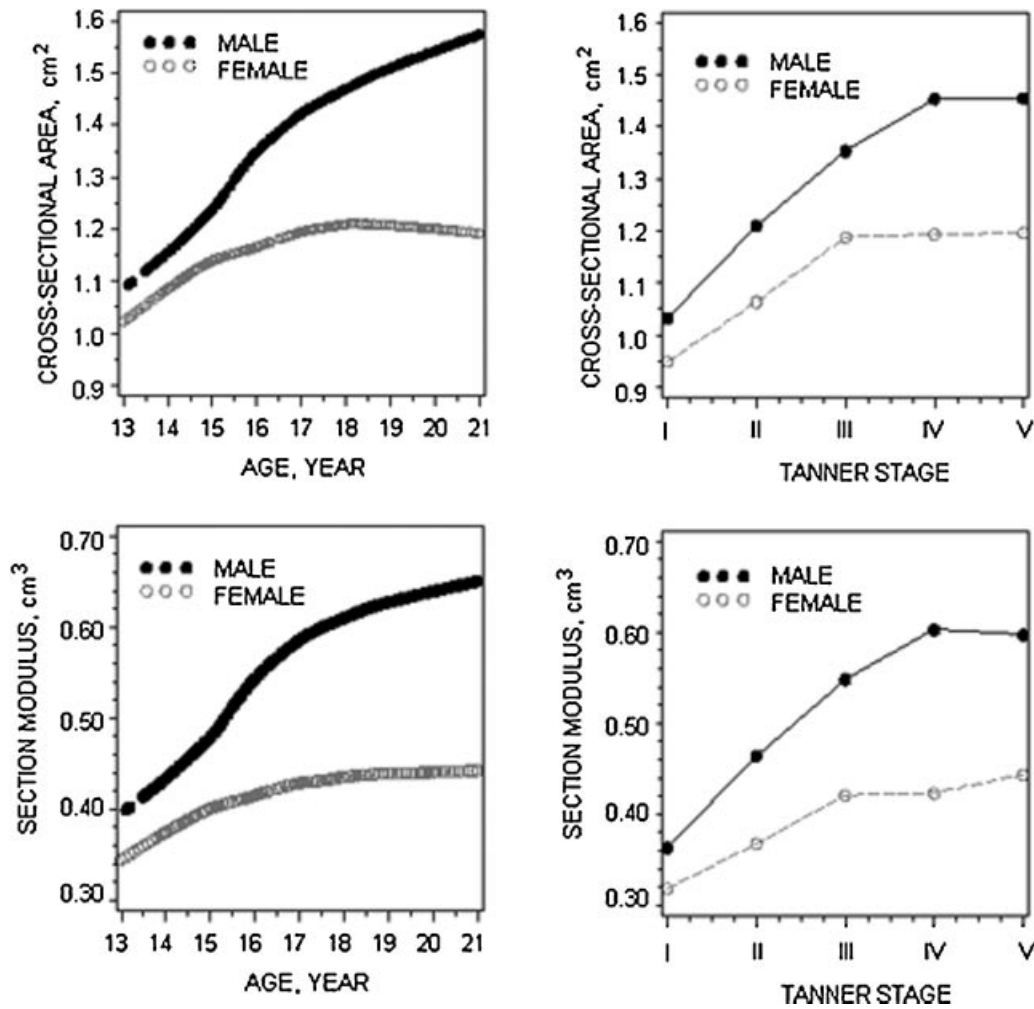 CROSS-SECTIONAL AREA, cm²
1.6
1.5
1.4
1.3
1.2
1.1
1.0
0.9
MALE
FEMALE
13 14 15 16 17 18 19 20 21
AGE, YEAR
CROSS-SECTIONAL AREA, cm²
1.6
1.5
1.4
1.3
1.2
1.1
1.0
0.9
MALE
FEMALE
I II III IV V
TANNER STAGE
SECTION MODULUS, cm³
0.70
0.60
0.50
0.40
0.30
MALE
FEMALE
13 14 15 16 17 18 19 20 21
AGE, YEAR
SECTION MODULUS, cm³
0.70
0.60
0.50
0.40
0.30
MALE
FEMALE
I II III IV V
TANNER STAGE